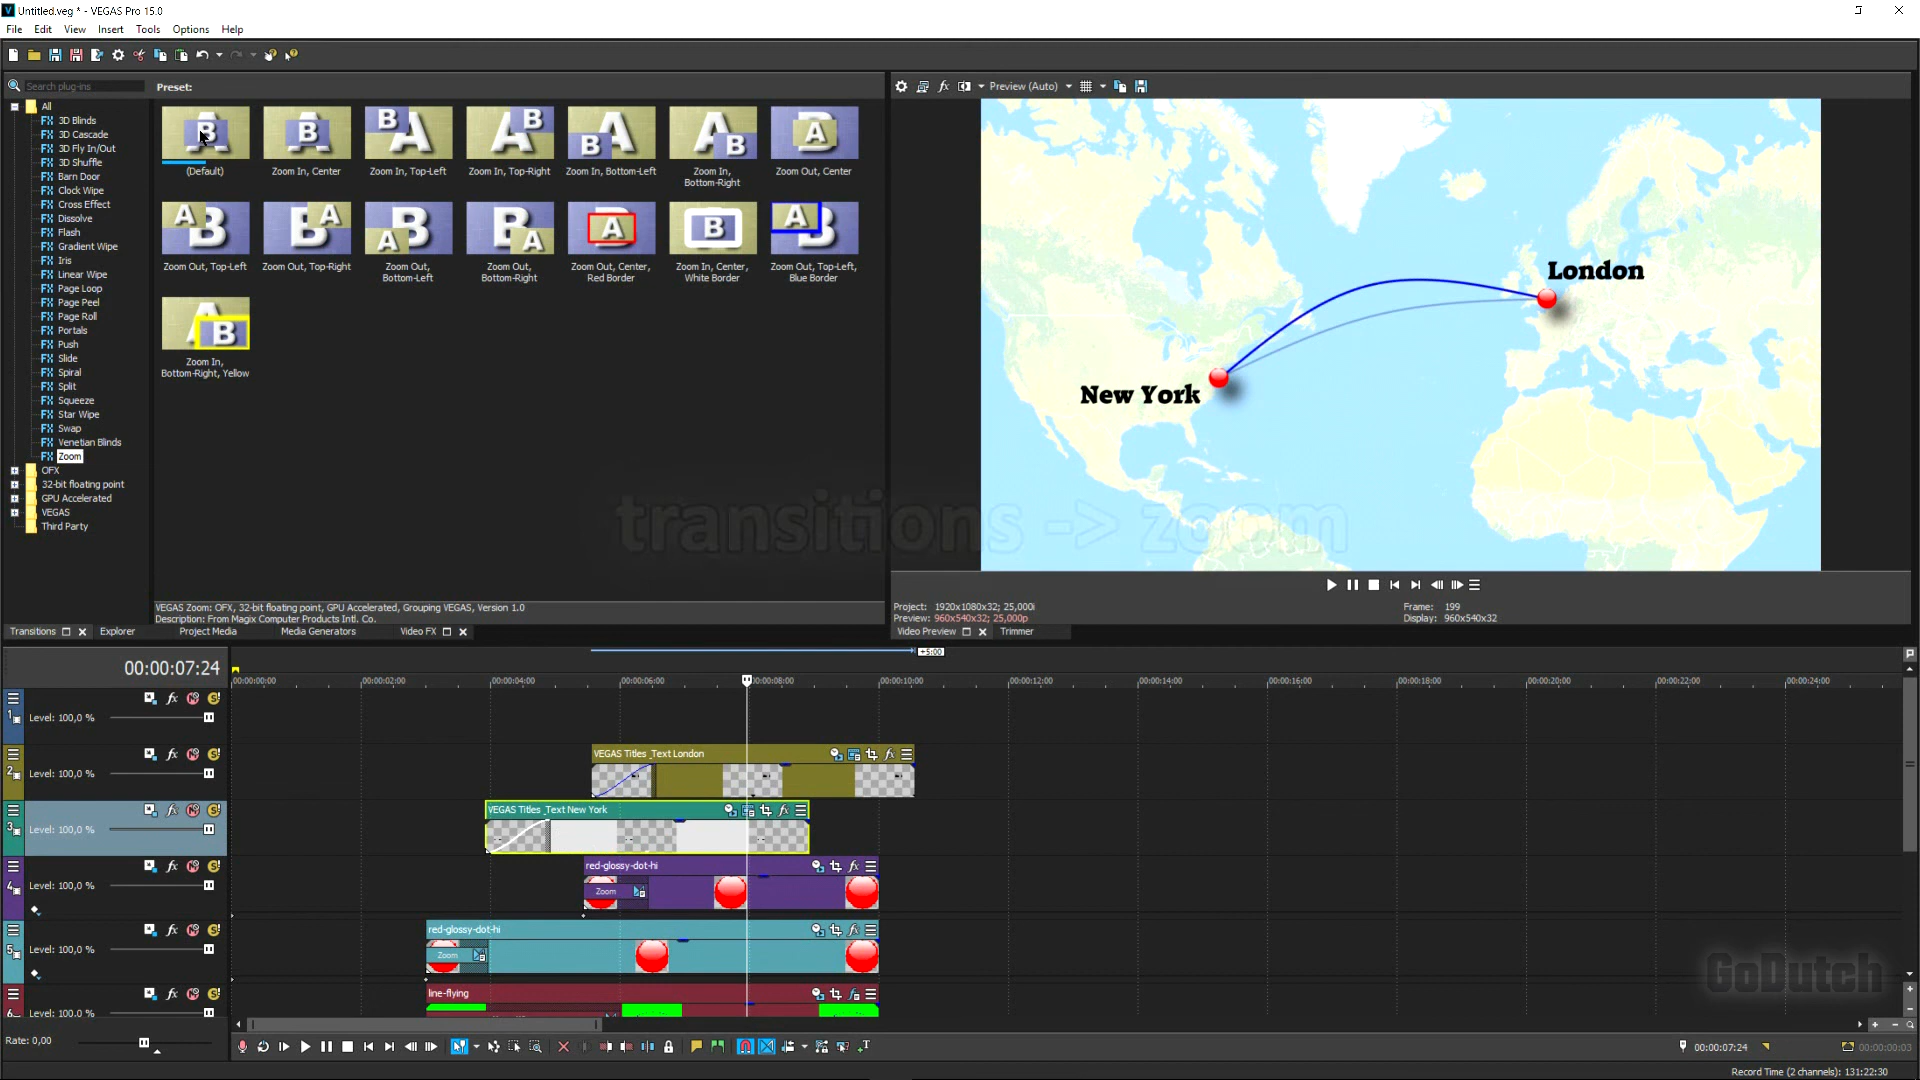 Untitled.veg * - VEGAS Pro 15.0
File Edit View Insert Tools Options Help
Search plug-ins
Preset:
Preview (Auto)
All
3D Blinds
3D Cascade
3D Fly In/Out
3D Shuffle
Barn Door
Clock Wipe
Cross Effect
Dissolve
Flash
Gradient Wipe
Iris
Linear Wipe
Page Loop
Page Peel
Page Roll
Portals
Push
Slide
Spiral
Split
Squeeze
Star Wipe
Swap
Venetian Blinds
Zoom
OFX
32-bit floating point
GPU Accelerated
VEGAS
Third Party
(Default)
Zoom In, Center
Zoom In, Top-Left
Zoom In, Top-Right
Zoom In, Bottom-Left
Zoom In, Bottom-Right
Zoom Out, Center
Zoom Out, Top-Left
Zoom Out, Top-Right
Zoom Out, Bottom-Left
Zoom Out, Bottom-Right
Zoom Out, Center, Red Border
Zoom In, Center, White Border
Zoom Out, Top-Left, Blue Border
Zoom In, Bottom-Right, Yellow
London
New York
transitions -> zoom
VEGAS Zoom: OFX, 32-bit floating point, GPU Accelerated, Grouping VEGAS, Version 1.0
Description: From Magix Computer Products Intl. Co.
Project: 1920x1080x32; 25,000i
Preview: 960x540x32; 25,000p
Frame: 199
Display: 960x540x32
Transitions Explorer Project Media Media Generators Video FX
Video Preview Trimmer
+5:00
00:00:07:24
00:00:00:00 00:00:02:00 00:00:04:00 00:00:06:00 00:00:08:00 00:00:10:00 00:00:12:00 00:00:14:00 00:00:16:00 00:00:18:00 00:00:20:00 00:00:22:00 00:00:24:00
1 Level: 100,0 %
2 Level: 100,0 %
VEGAS Titles_Text London
3 Level: 100,0 %
VEGAS Titles_Text New York
4 Level: 100,0 %
red-glossy-dot-hi
Zoom
5 Level: 100,0 %
red-glossy-dot-hi
Zoom
6 Level: 100,0 %
line-flying
GoDutch
Rate: 0,00
00:00:07:24
00:00:00:03
Record Time (2 channels): 131:22:30